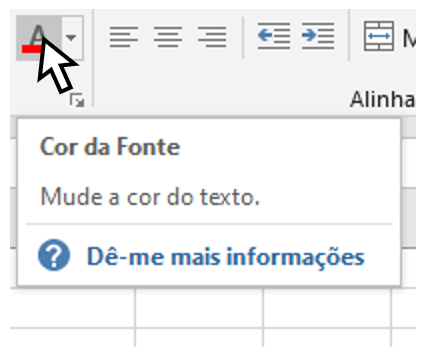 A
M
Alinha
Cor da Fonte
Mude a cor do texto.
? Dê-me mais informações